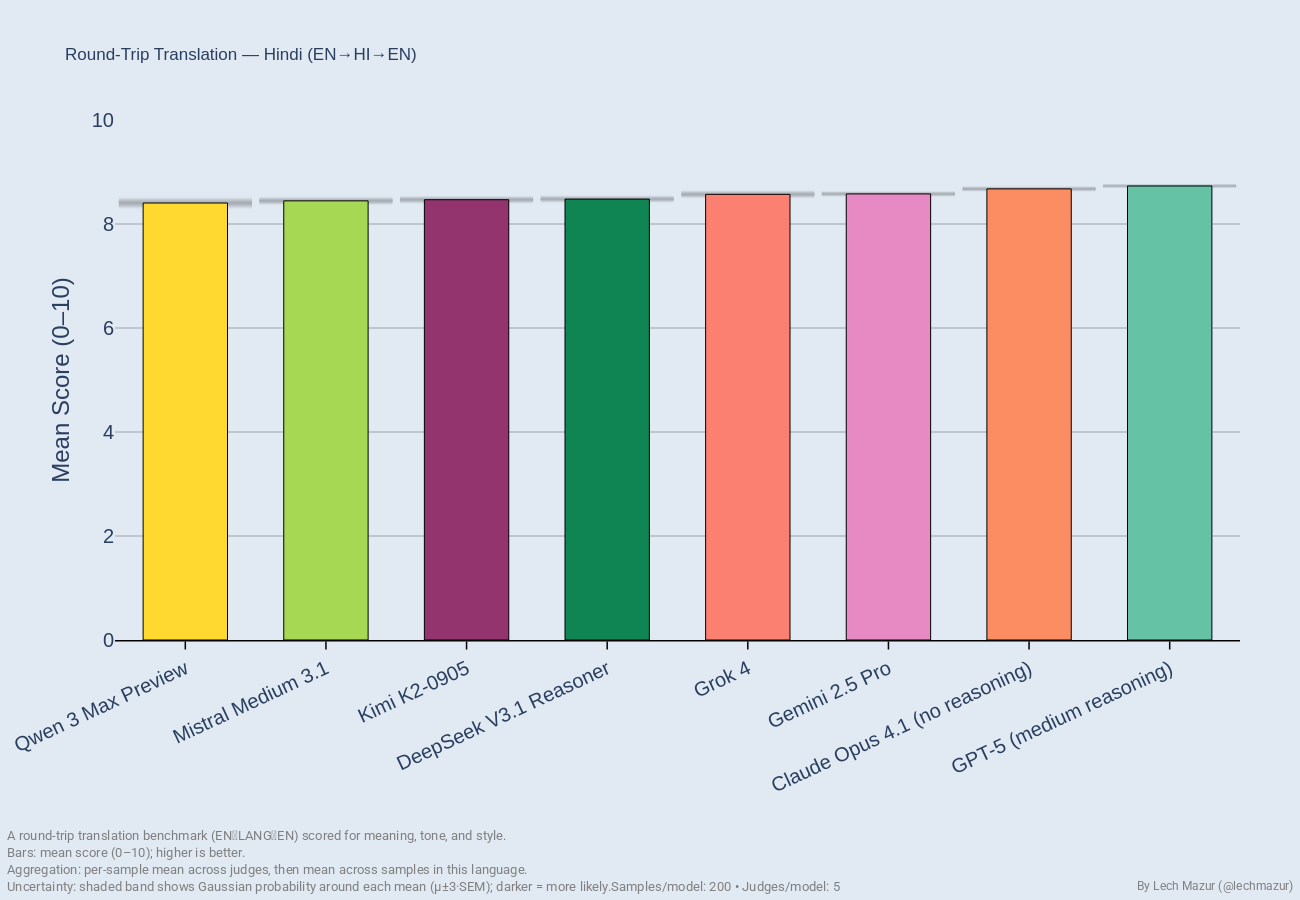 Round-Trip Translation — Hindi (EN→HI→EN)
10
8
6
4
2
0
Mean Score (0–10)
Qwen 3 Max Preview
Mistral Medium 3.1
Kimi K2-0905
DeepSeek V3.1 Reasoner
Grok 4
Gemini 2.5 Pro
Claude Opus 4.1 (no reasoning)
GPT-5 (medium reasoning)
A round-trip translation benchmark (EN▯LANG▯EN) scored for meaning, tone, and style.
Bars: mean score (0–10); higher is better.
Aggregation: per-sample mean across judges, then mean across samples in this language.
Uncertainty: shaded band shows Gaussian probability around each mean (μ±3·SEM); darker = more likely.Samples/model: 200 • Judges/model: 5
By Lech Mazur (@lechmazur)